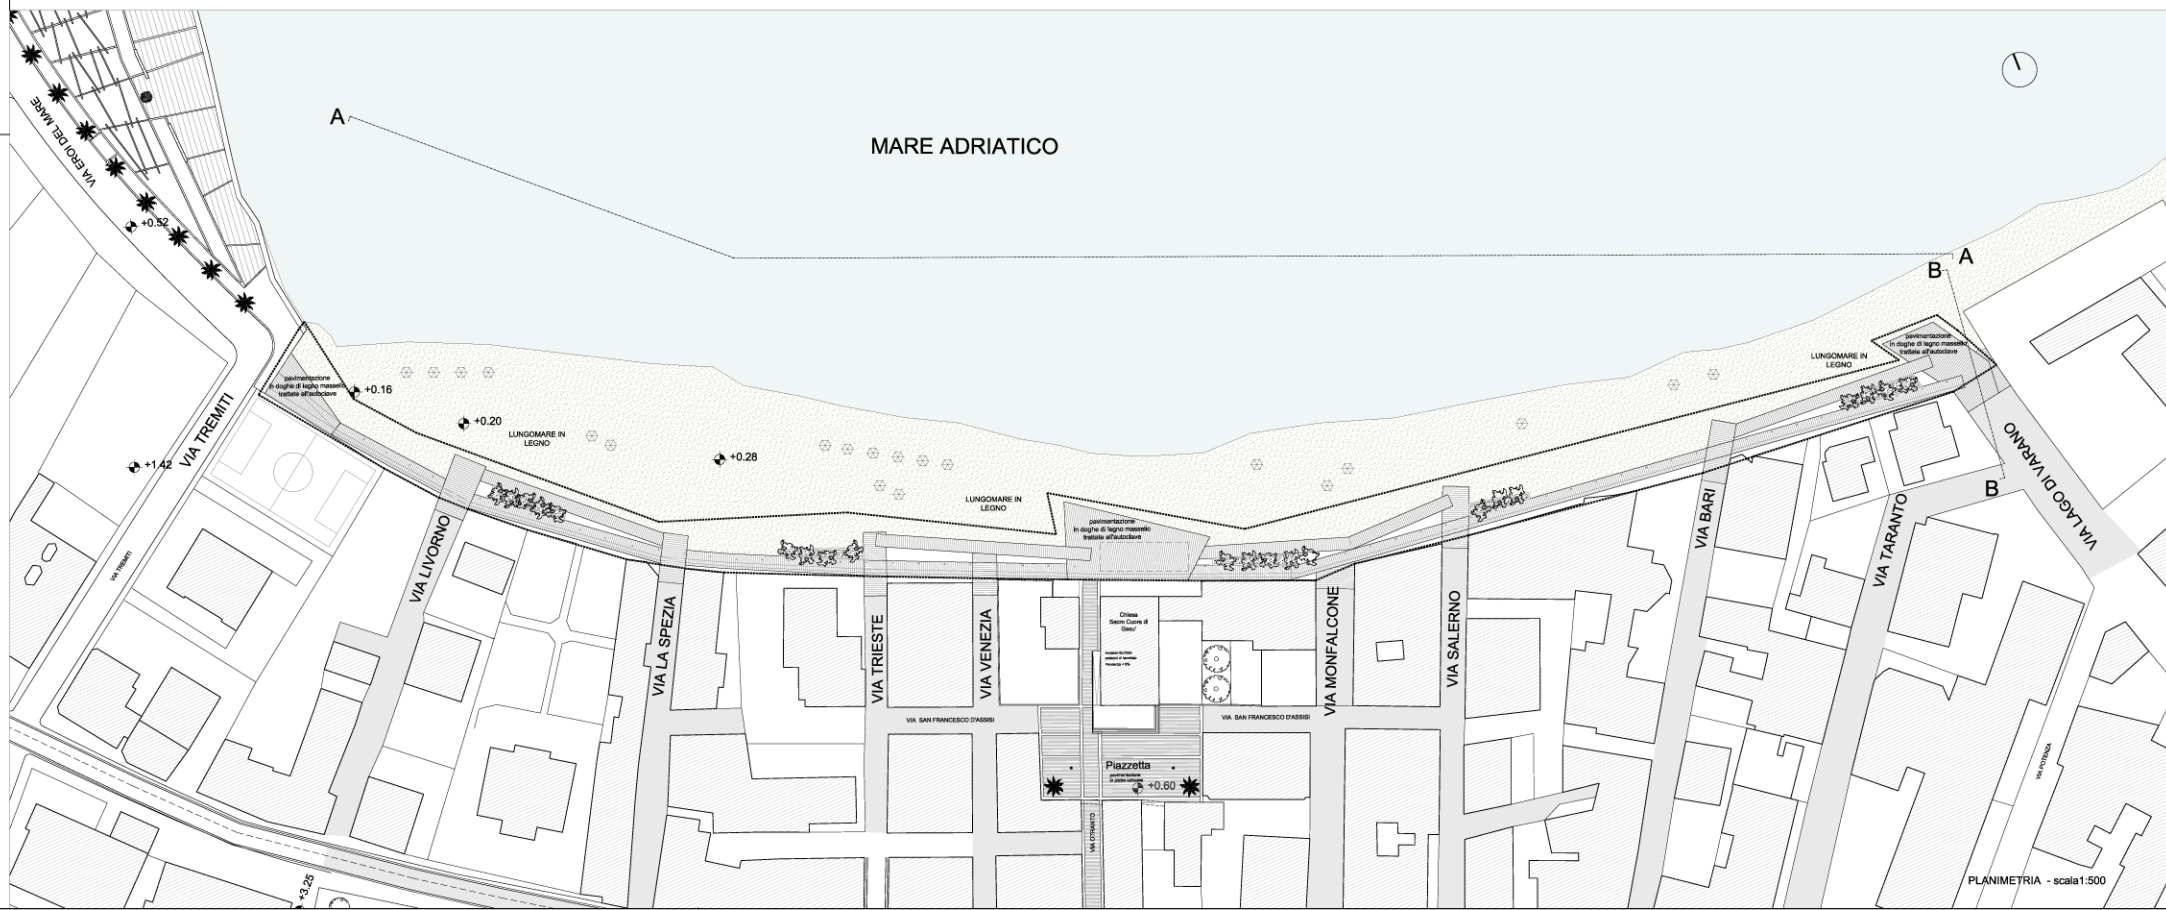 VIA EROI DEL MARE
A
MARE ADRIATICO
+0.52
A
B
pavimentazione
in doghe di legno massello
trattate all'autoclave
LUNGOMARE IN
LEGNO
pavimentazione
in doghe di legno massello
trattate all'autoclave
+0.16
+0.20
LUNGOMARE IN
LEGNO
+0.28
VIA TREMITI
+1.42
LUNGOMARE IN
LEGNO
pavimentazione
in doghe di legno massello
trattate all'autoclave
B
VIA LAGO DI VARANO
VIA TREMITI
VIA LIVORNO
VIA LA SPEZIA
VIA TRIESTE
VIA VENEZIA
Chiesa
Sacro Cuore di
Gesu'
VIA MONFALCONE
VIA SALERNO
VIA BARI
VIA TARANTO
VIA SAN FRANCESCO D'ASSISI
VIA SAN FRANCESCO D'ASSISI
Piazzetta
pavimentazione
+0.60
VIA OTRANTO
VIA POTENZA
+3.25
PLANIMETRIA - scala1:500